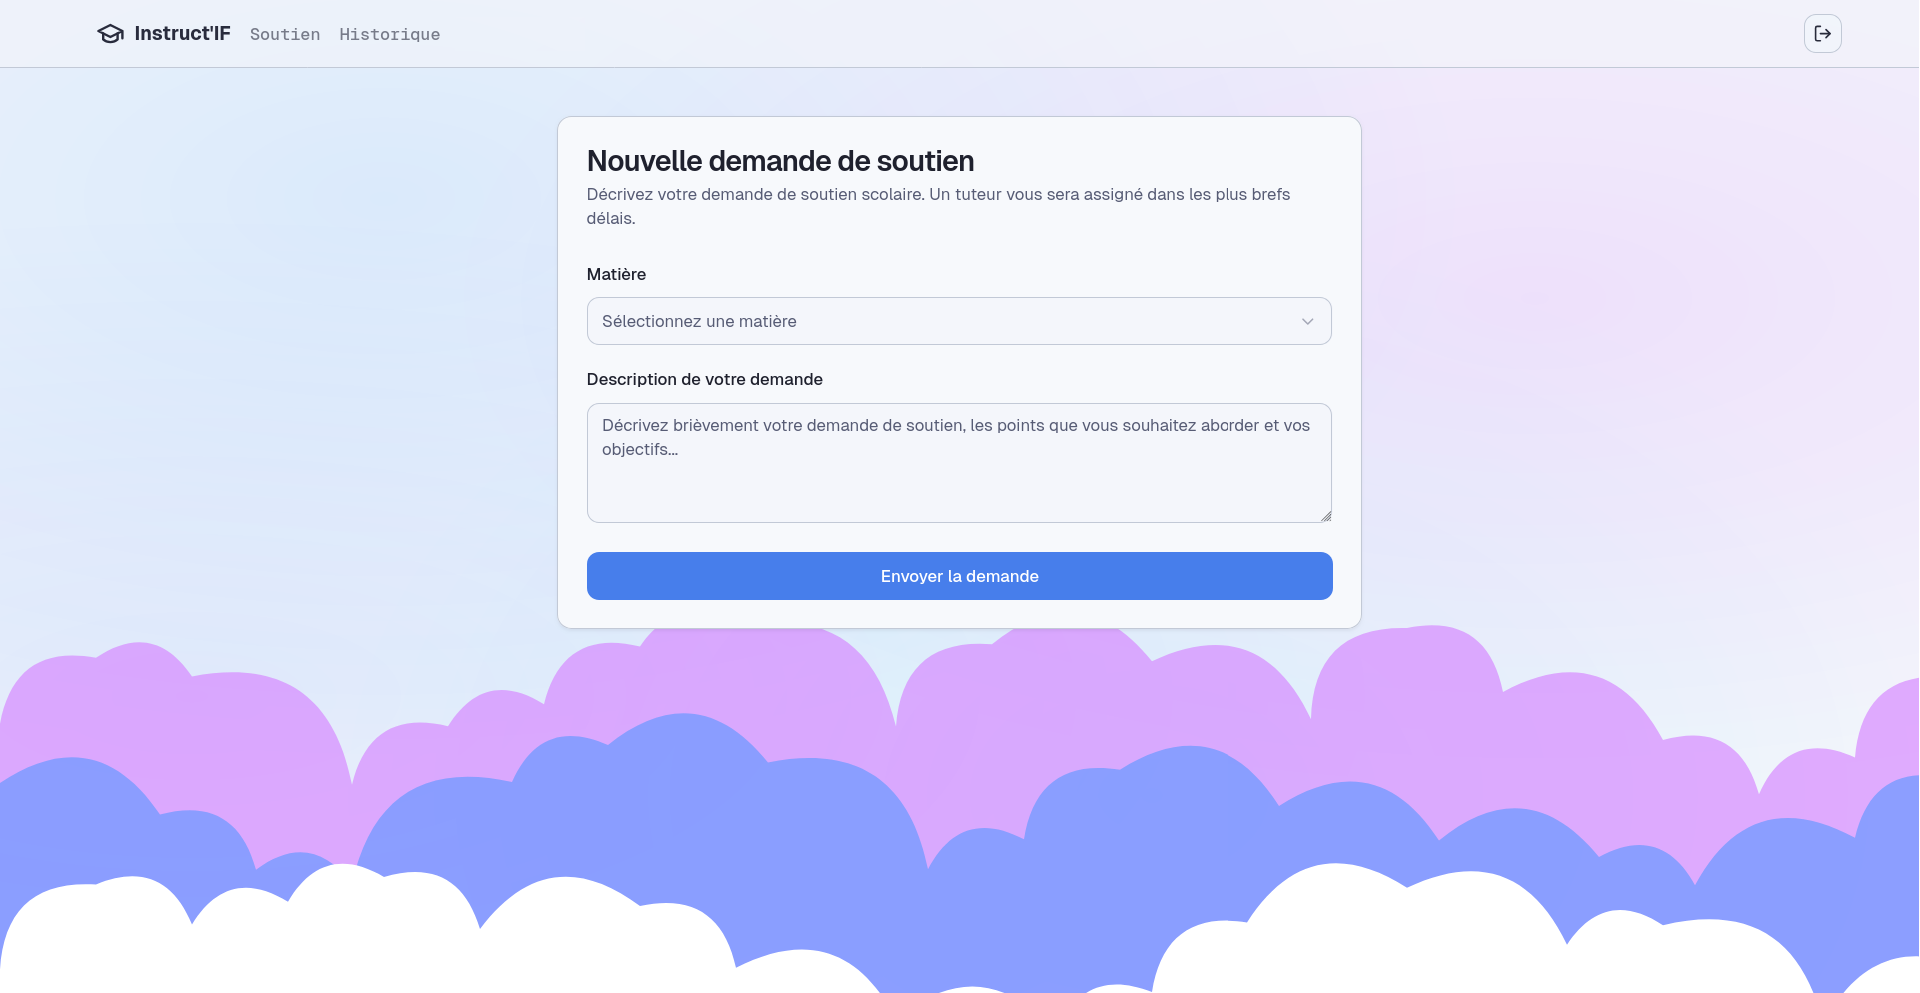 Instruct'IF Soutien Historique
Nouvelle demande de soutien
Décrivez votre demande de soutien scolaire. Un tuteur vous sera assigné dans les plus brefs
délais.
Matière
Sélectionnez une matière
Description de votre demande
Décrivez brièvement votre demande de soutien, les points que vous souhaitez aborder et vos
objectifs...
Envoyer la demande